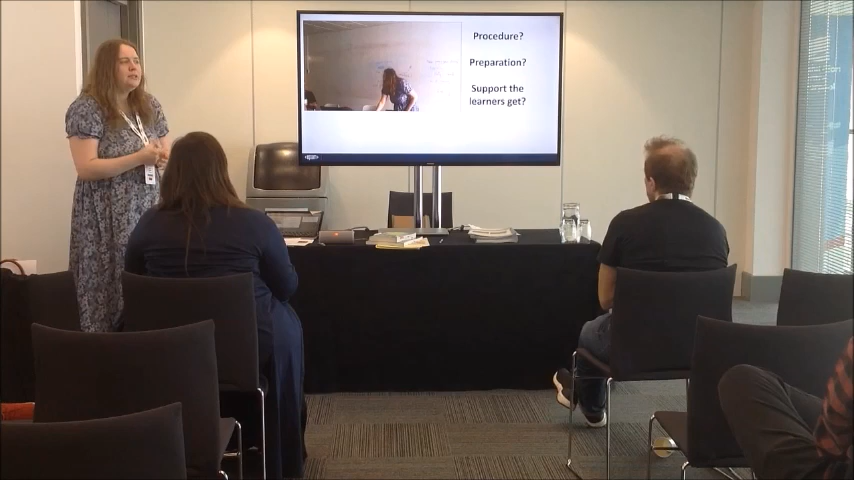 Procedure?
Preparation?
Support the
learners get?